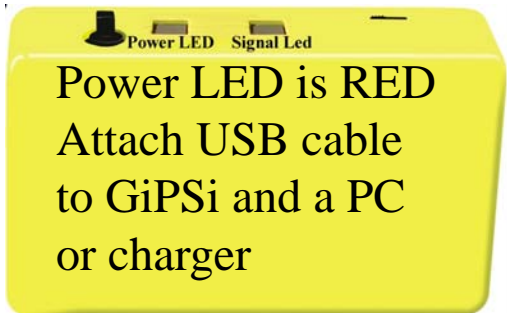 Power LED Signal Led
Power LED is RED
Attach USB cable
to GiPSi and a PC
or charger